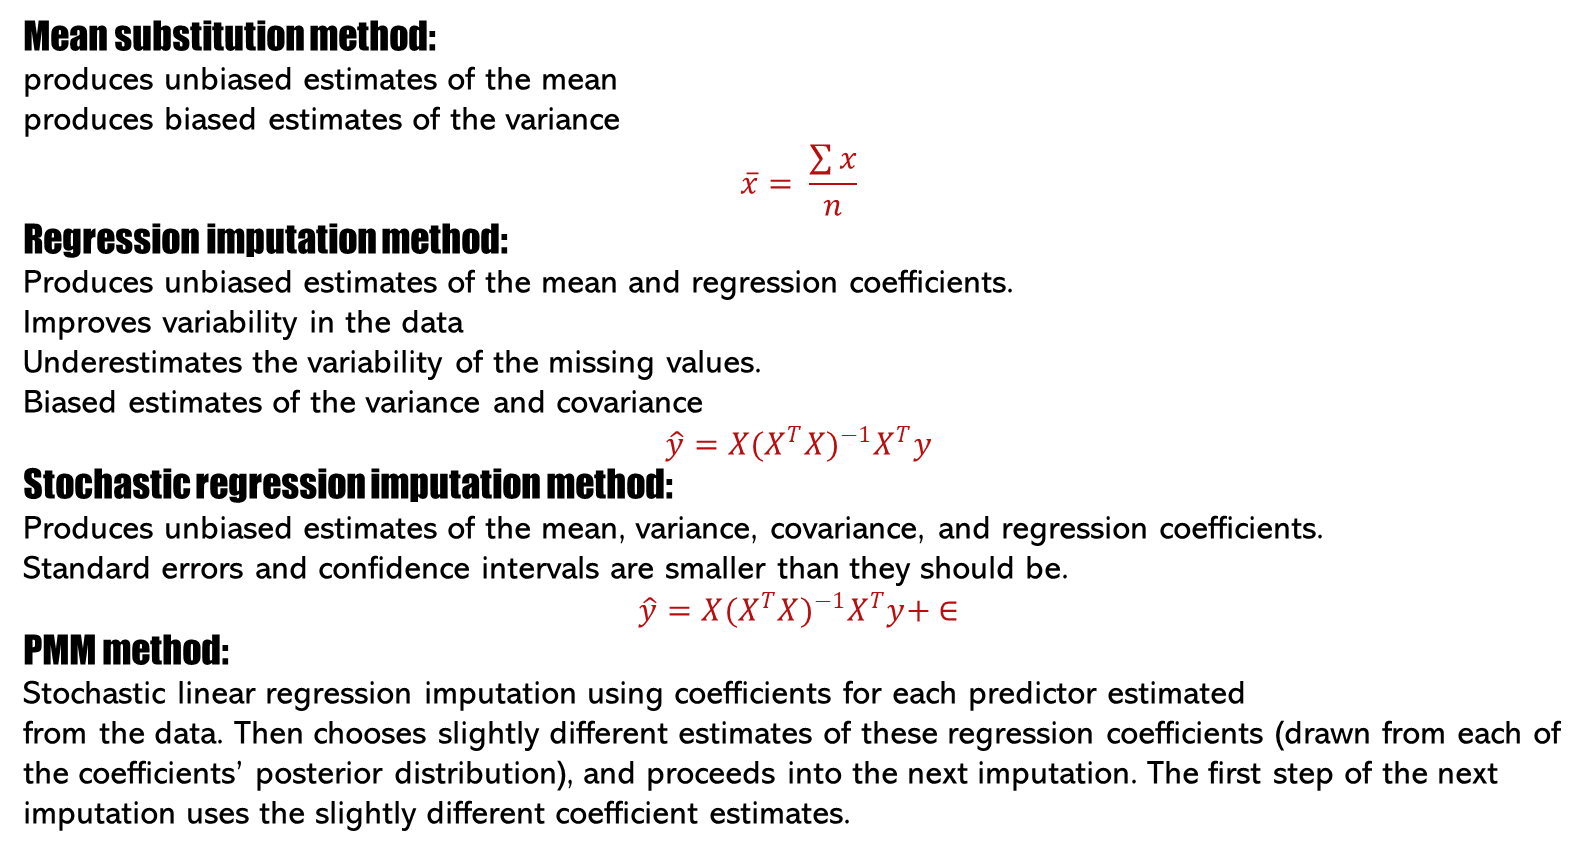 Mean substitution method:
produces unbiased estimates of the mean
produces biased estimates of the variance
x̄ = ∑ x / n
Regression imputation method:
Produces unbiased estimates of the mean and regression coefficients.
Improves variability in the data
Underestimates the variability of the missing values.
Biased estimates of the variance and covariance
ŷ = X(XᵀX)⁻¹Xᵀy
Stochastic regression imputation method:
Produces unbiased estimates of the mean, variance, covariance, and regression coefficients.
Standard errors and confidence intervals are smaller than they should be.
ŷ = X(XᵀX)⁻¹Xᵀy+ ∈
PMM method:
Stochastic linear regression imputation using coefficients for each predictor estimated
from the data. Then chooses slightly different estimates of these regression coefficients (drawn from each of
the coefficients’ posterior distribution), and proceeds into the next imputation. The first step of the next
imputation uses the slightly different coefficient estimates.